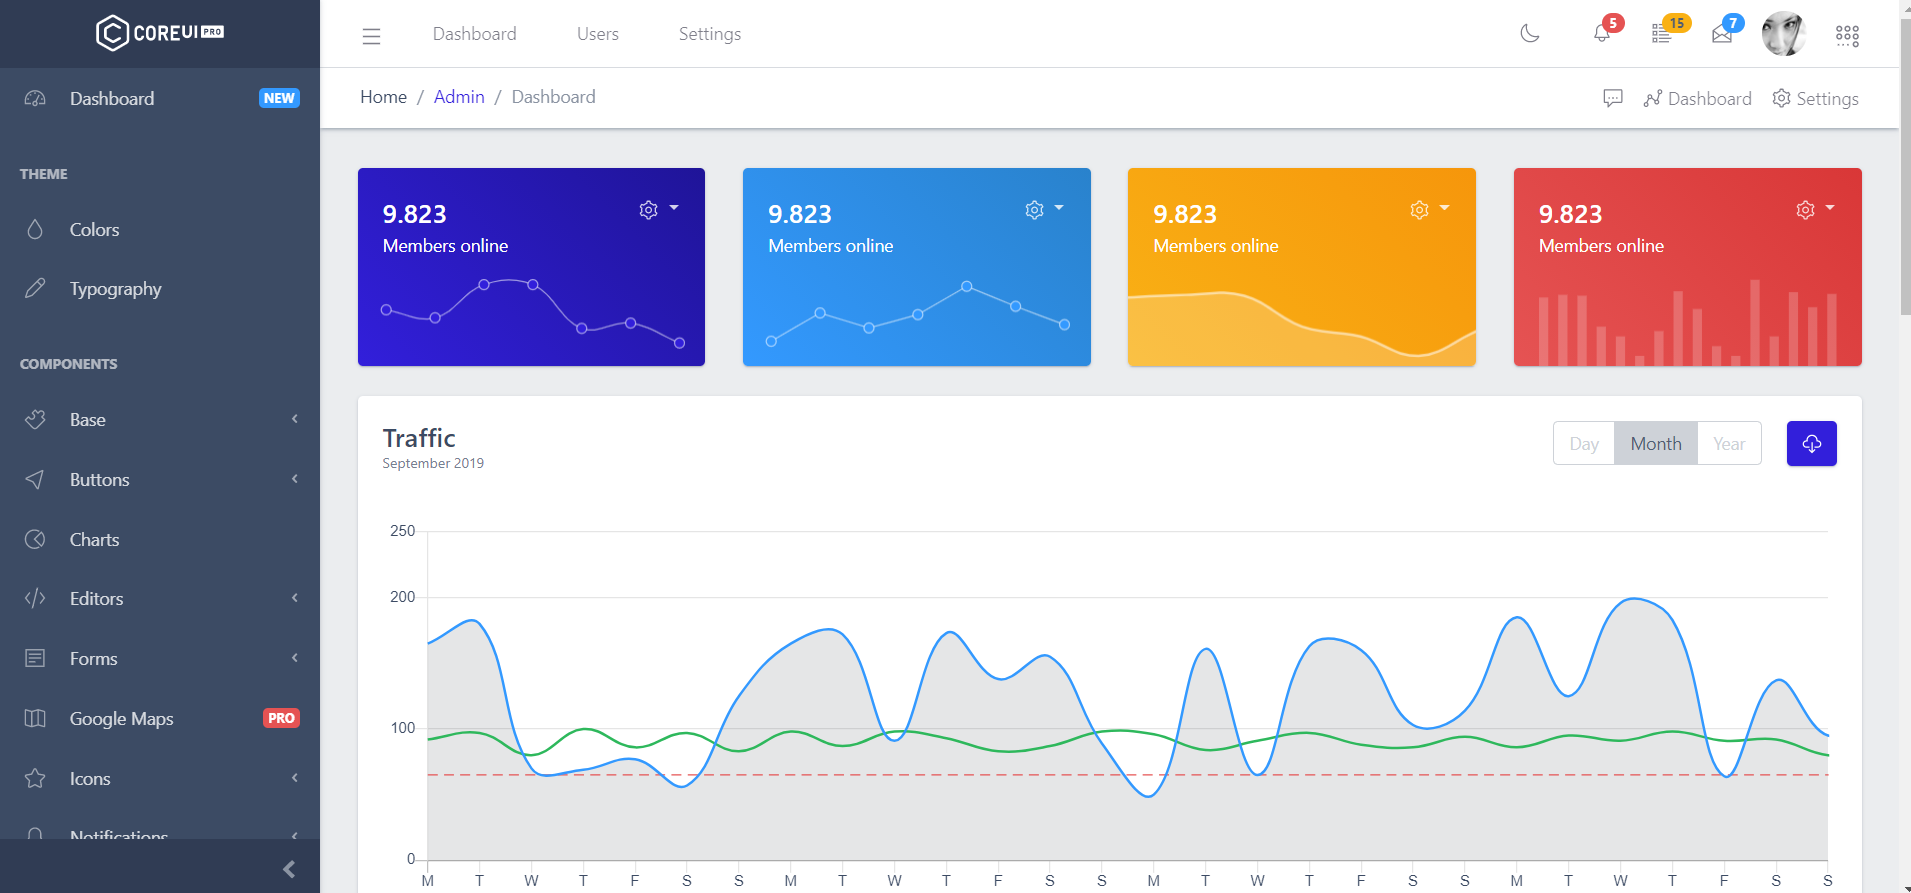 COREUI PRO
Dashboard NEW
THEME
Colors
Typography
COMPONENTS
Base
Buttons
Charts
Editors
Forms
Google Maps PRO
Icons
Notifications
Dashboard Users Settings
5 15 7
Home / Admin / Dashboard
Dashboard Settings
9.823
Members online
9.823
Members online
9.823
Members online
9.823
Members online
Traffic
September 2019
Day Month Year
250
200
100
0
M T W T F S S M T W T F S S M T W T F S S M T W T F S S